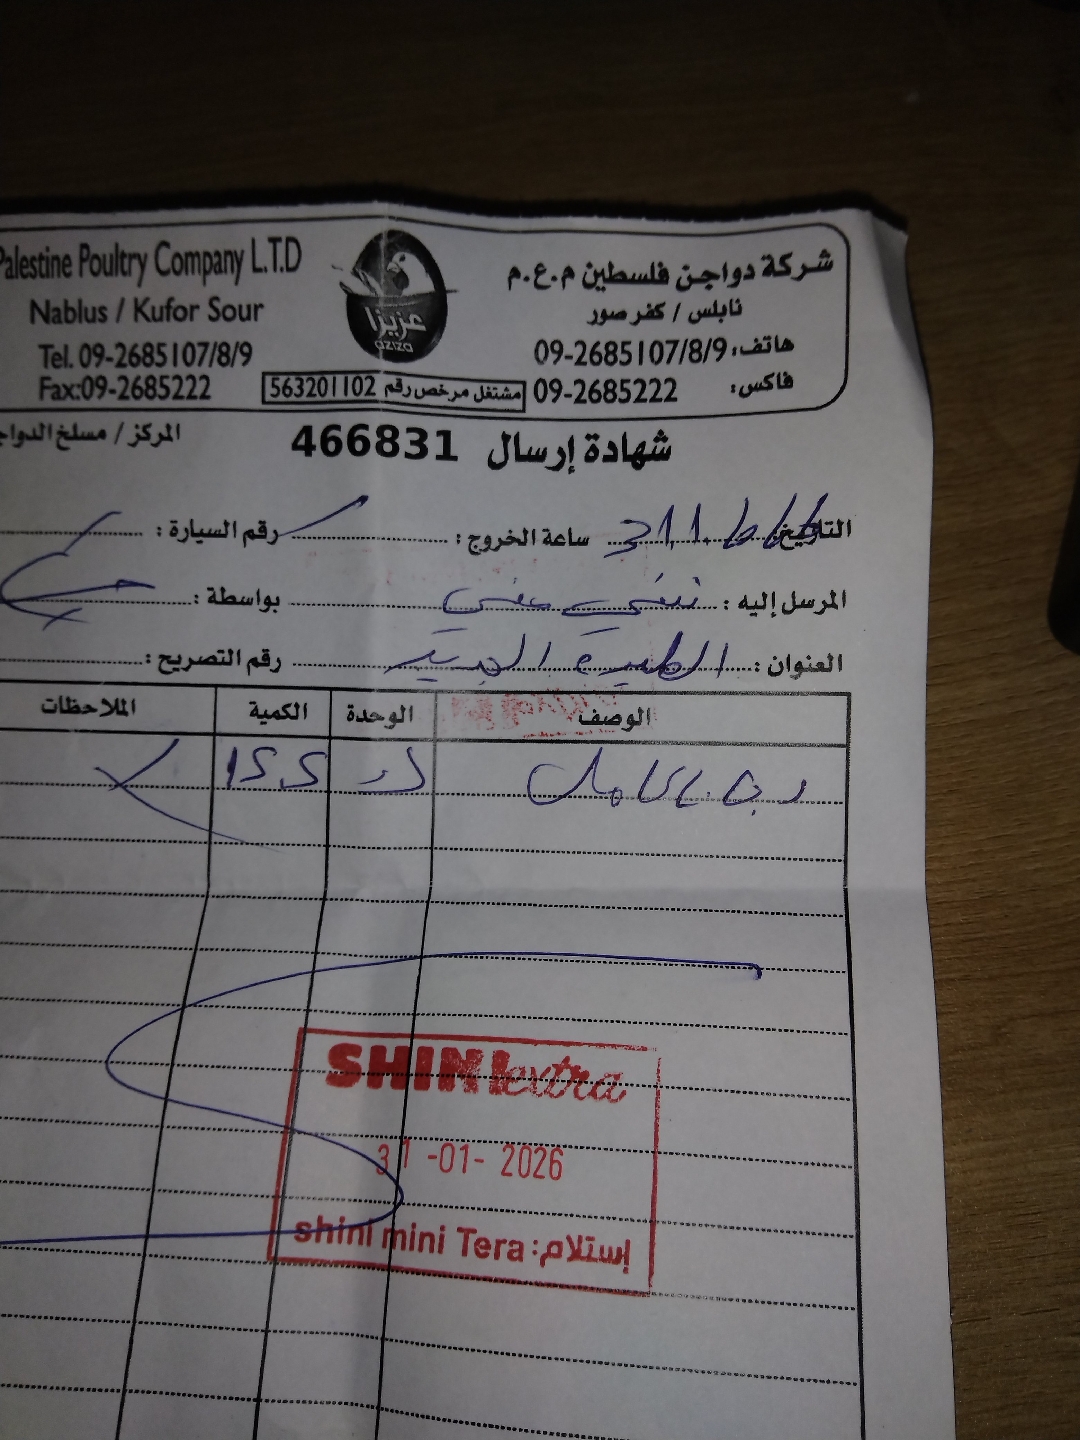 Palestine Poultry Company L.T.D
Nablus / Kufor Sour
Tel. 09-2685107/8/9
Fax:09-2685222
عزيزا
aziza
شركة دواجن فلسطين م.ع.م
نابلس / كفر صور
هاتف: 09-2685107/8/9
فاكس: 09-2685222
مشتغل مرخص رقم 563201102
شهادة إرسال 466831
المركز / مسلخ
التاريخ: ساعة الخروج: رقم السيارة:
المرسل إليه: بواسطة:
العنوان: الطيرة رقم التصريح:
الوصف الوحدة الكمية الملاحظات
SHINI extra
31 -01- 2026
إستلام: shini mini Tera